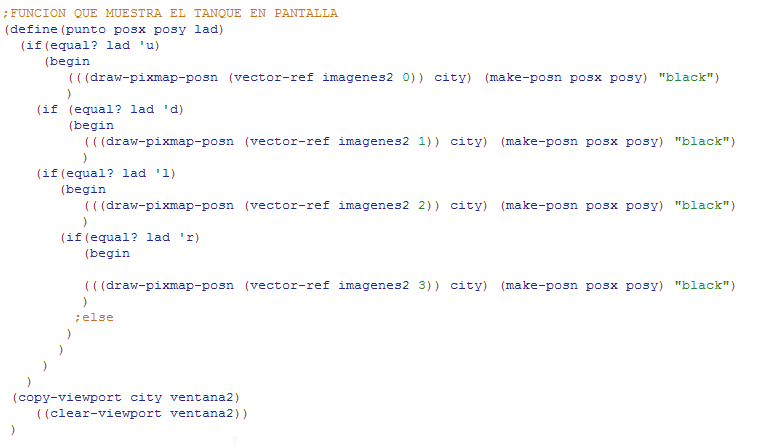 ;FUNCION QUE MUESTRA EL TANQUE EN PANTALLA
(define(punto posx posy lad)
(if(equal? lad 'u)
(begin
(((draw-pixmap-posn (vector-ref imagenes2 0)) city) (make-posn posx posy) "black")
)
(if (equal? lad 'd)
(begin
(((draw-pixmap-posn (vector-ref imagenes2 1)) city) (make-posn posx posy) "black")
)
(if(equal? lad 'l)
(begin
(((draw-pixmap-posn (vector-ref imagenes2 2)) city) (make-posn posx posy) "black")
)
(if(equal? lad 'r)
(begin
(((draw-pixmap-posn (vector-ref imagenes2 3)) city) (make-posn posx posy) "black")
)
;else
)
)
)
)
(copy-viewport city ventana2)
((clear-viewport ventana2))
)